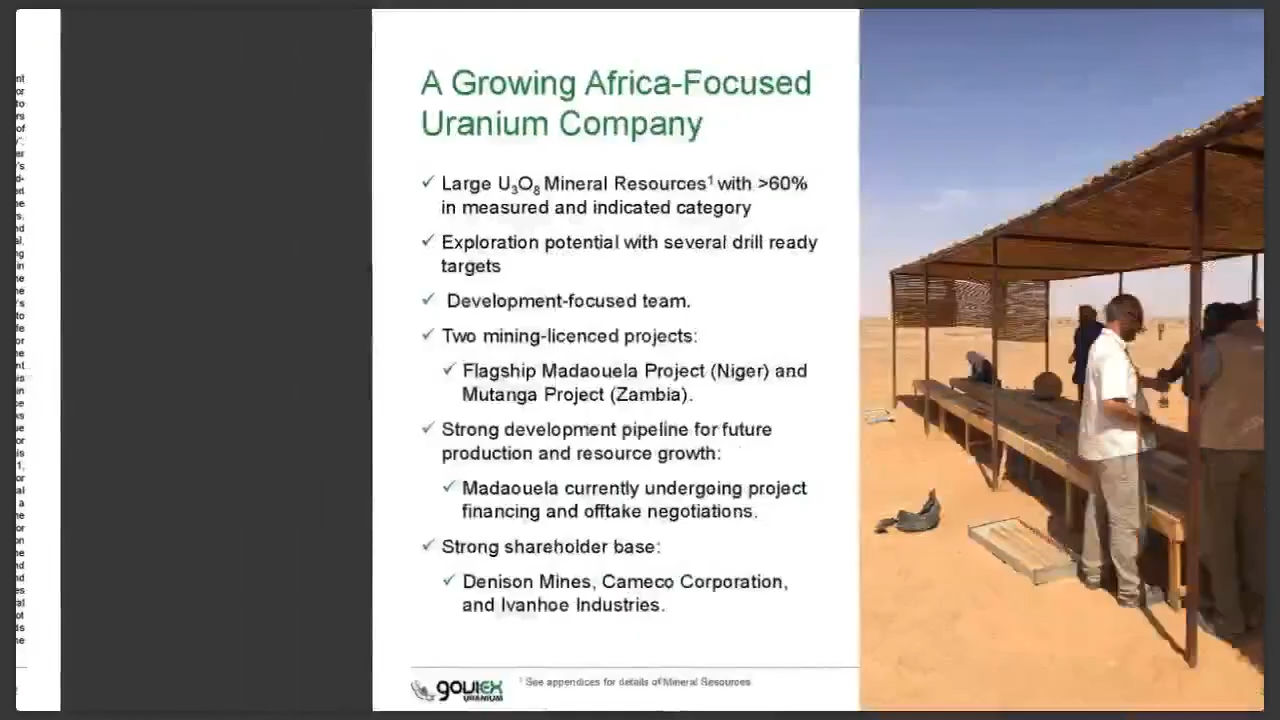 A Growing Africa-Focused
Uranium Company
✓ Large U₃O₈ Mineral Resources¹ with >60%
in measured and indicated category
✓ Exploration potential with several drill ready
targets
✓ Development-focused team.
✓ Two mining-licenced projects:
✓ Flagship Madaouela Project (Niger) and
Mutanga Project (Zambia).
✓ Strong development pipeline for future
production and resource growth:
✓ Madaouela currently undergoing project
financing and offtake negotiations.
✓ Strong shareholder base:
✓ Denison Mines, Cameco Corporation,
and Ivanhoe Industries.
GOVIEX
URANIUM
¹ See appendices for details of Mineral Resources